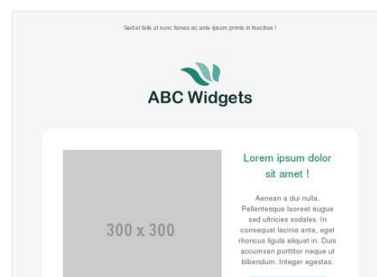 Sed et felis ut nunc fames ac ante ipsum primis in faucibus !
ABC Widgets
300 x 300
Lorem ipsum dolor
sit amet !
Aenean a dui nulla.
Pellentesque laoreet augue
sed ultricies sodales. In
consequat lacinia ante, eget
rhoncus ligula aliquet in. Duis
accumsan porttitor neque ut
bibendum. Integer egestas.